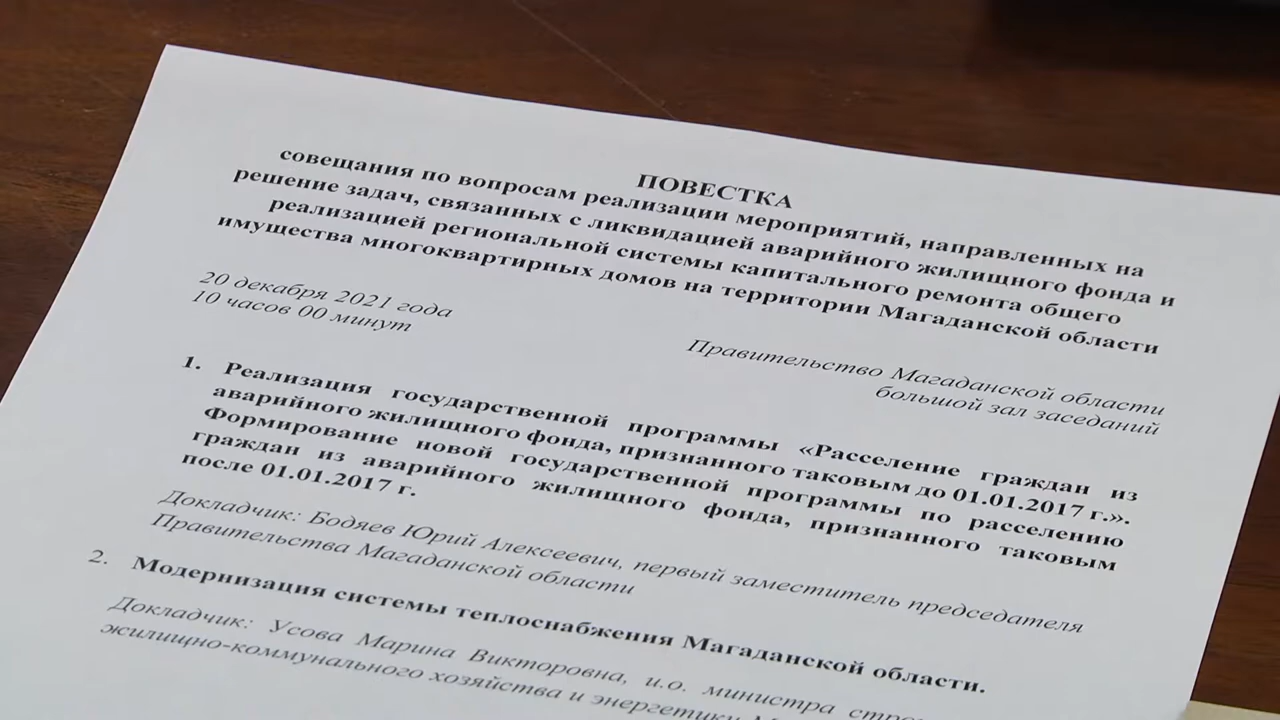 ПОВЕСТКА
совещания по вопросам реализации мероприятий, направленных на
решение задач, связанных с ликвидацией аварийного жилищного фонда и
реализацией региональной системы капитального ремонта общего
имущества многоквартирных домов на территории Магаданской области
20 декабря 2021 года
10 часов 00 минут
Правительство Магаданской области
большой зал заседаний
1. Реализация государственной программы «Расселение граждан из
аварийного жилищного фонда, признанного таковым до 01.01.2017 г.».
Формирование новой государственной программы по расселению
граждан из аварийного жилищного фонда, признанного таковым
после 01.01.2017 г.
Докладчик: Бодяев Юрий Алексеевич, первый заместитель председателя
Правительства Магаданской области
2. Модернизация системы теплоснабжения Магаданской области.
Докладчик: Усова Марина Викторовна, и.о. министра
жилищно-коммунального хозяйства и энергетики